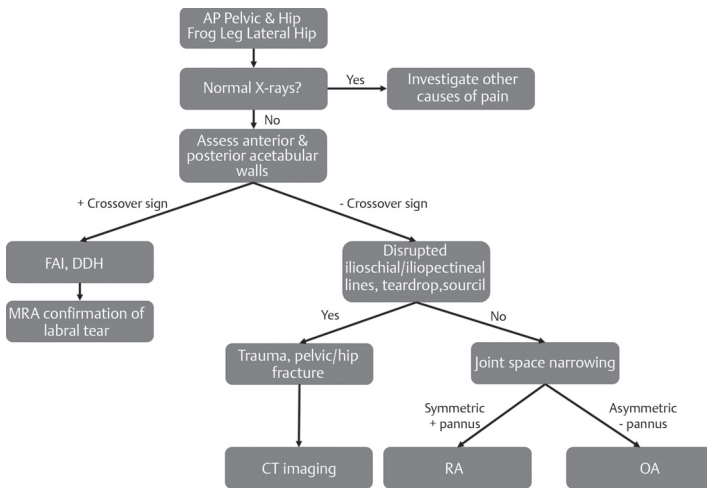 AP Pelvic & Hip
Frog Leg Lateral Hip
Normal X-rays?
Yes
Investigate other
causes of pain
No
Assess anterior &
posterior acetabular
walls
+ Crossover sign
- Crossover sign
FAI, DDH
MRA confirmation of
labral tear
Disrupted
ilioschial/iliopectineal
lines, teardrop,sourcil
Yes
No
Trauma, pelvic/hip
fracture
CT imaging
Joint space narrowing
Symmetric
+ pannus
Asymmetric
- pannus
RA
OA